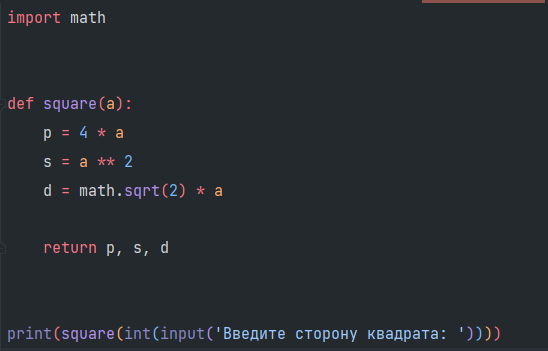 import math
def square(a):
    p = 4 * a
    s = a ** 2
    d = math.sqrt(2) * a
    return p, s, d
print(square(int(input('Введите сторону квадрата: '))))